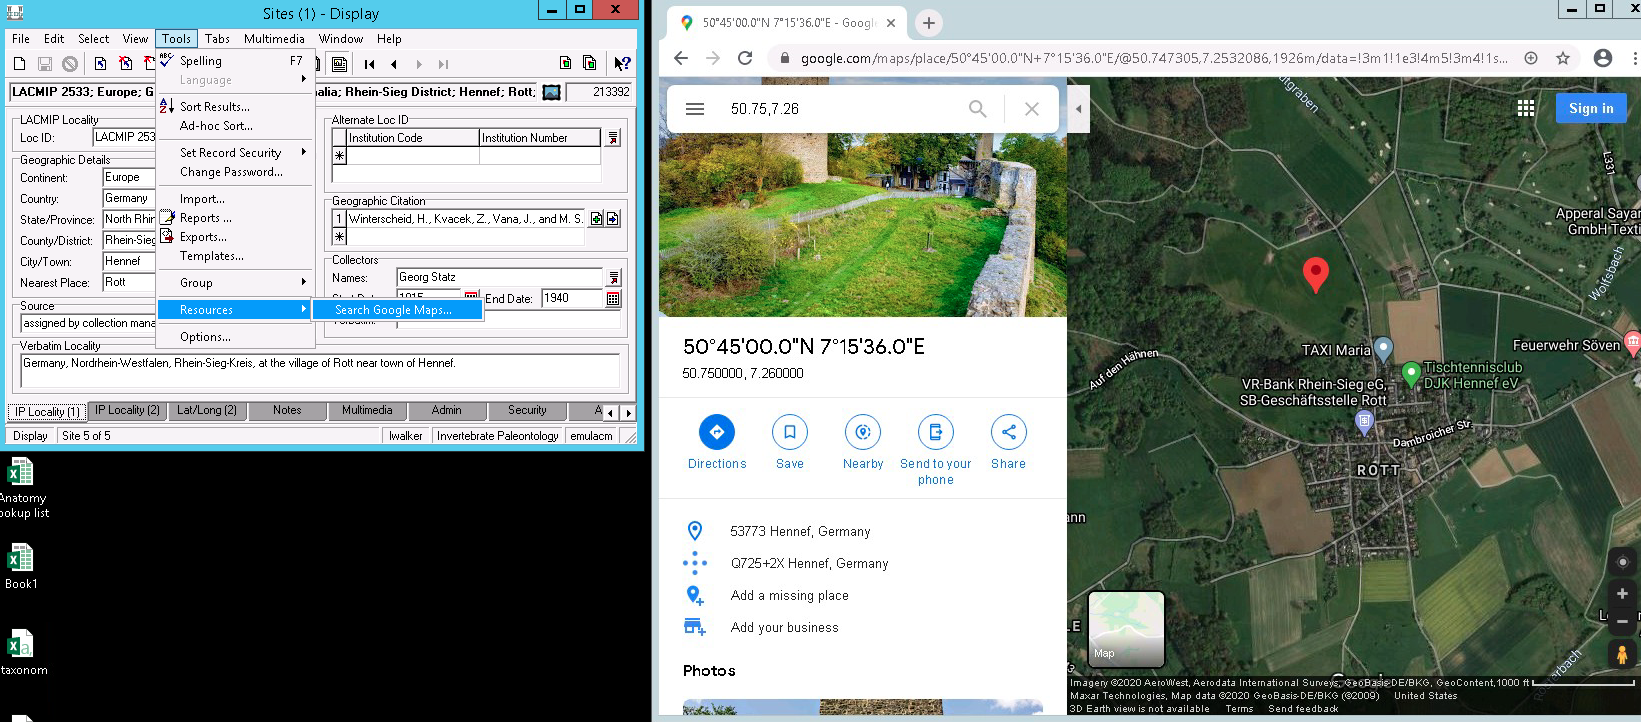 Sites (1) - Display
File Edit Select View Tools Tabs Multimedia Window Help
LACMIP 2533; Europe; G
alia; Rhein-Sieg District; Hennef; Rott;
213392
LACMIP Locality
Loc ID: LACMIP 253
Geographic Details
Continent: Europe
Country: Germany
State/Province: North Rhin
County/District: Rhein-Sieg
City/Town: Hennef
Nearest Place: Rott
Source
assigned by collection mana
Verbatim Locality
Germany, Nordrhein-Westfalen, Rhein-Sieg-Kreis, at the village of Rott near town of Hennef.
Spelling F7
Language
Sort Results...
Ad-hoc Sort...
Set Record Security
Change Password...
Import...
Reports ...
Exports...
Templates...
Group
Resources
Search Google Maps...
Options...
Alternate Loc ID
Institution Code Institution Number
Geographic Citation
1 Winterscheid, H., Kvacek, Z., Vana, J., and M. S.
Collectors
Names: Georg Statz
1915 End Date: 1940
IP Locality (1) IP Locality (2) Lat/Long (2) Notes Multimedia Admin Security A
Display Site 5 of 5 lwalker Invertebrate Paleontology emulacm
Anatomy
ookup list
Book1
taxonom
50°45'00.0"N 7°15'36.0"E - Google
google.com/maps/place/50°45'00.0"N+7°15'36.0"E/@50.747305,7.2532086,1926m/data=!3m1!1e3!4m5!3m4!1s...
50.75,7.26
Sign in
50°45'00.0"N 7°15'36.0"E
50.750000, 7.260000
Directions Save Nearby Send to your
phone Share
53773 Hennef, Germany
Q725+2X Hennef, Germany
Add a missing place
Add your business
Photos
L331
Apperal Sayar
GmbH Texti
Wolfsbach
Feuerwehr Söven
TAXI Maria
Tischtennisclub
DJK Hennef eV
Auf den Hähnen
VR-Bank Rhein-Sieg eG,
SB-Geschäftsstelle Rott
Dambroicher Str.
ROTT
ann
LE
Map
Imagery ©2020 AeroWest, Aerodata International Surveys, GeoBasis-DE/BKG, GeoContent,
1000 ft
Maxar Technologies, Map data ©2020 GeoBasis-DE/BKG (©2009) United States
3D Earth view is not available Terms Send feedback